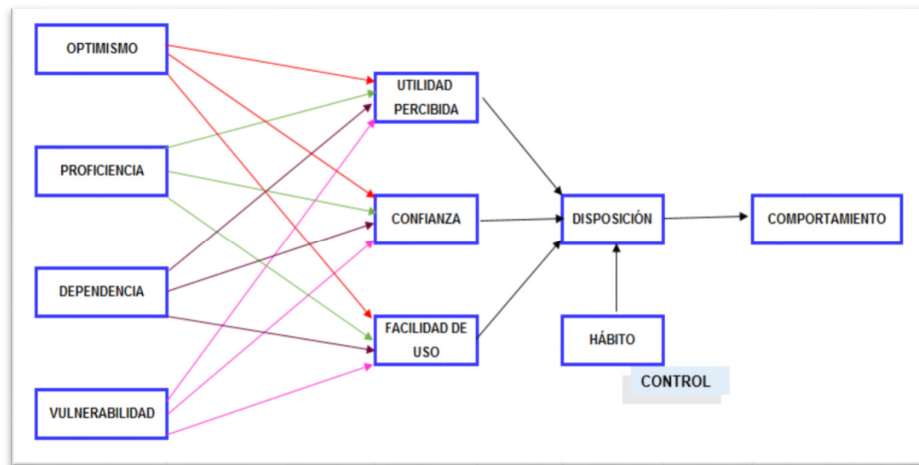 OPTIMISMO
UTILIDAD
PERCIBIDA
PROFICIENCIA
CONFIANZA
DISPOSICIÓN
COMPORTAMIENTO
DEPENDENCIA
FACILIDAD DE
USO
HÁBITO
CONTROL
VULNERABILIDAD